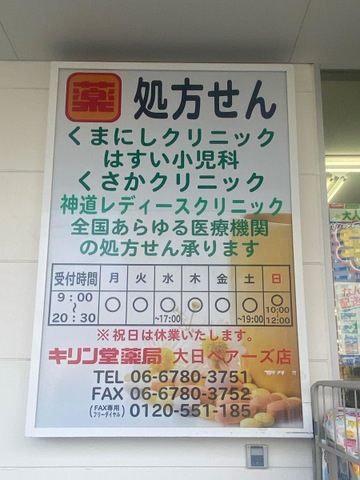 薬 処方せん
くまにしクリニック
はすい小児科
くさかクリニック
神道レディースクリニック
全国あらゆる医療機関
の処方せん承ります
受付時間 月 火 水 木 金 土 日
9:00 〜 20:30 ○ ○ ○ ○ ○ ○ ○
~17:00 ~19:00 10:00 〜 12:00
※祝日は休業いたします。
キリン堂薬局 大日ベアーズ店
TEL 06-6780-3751
FAX 06-6780-3752
(FAX専用フリーダイヤル) 0120-551-185